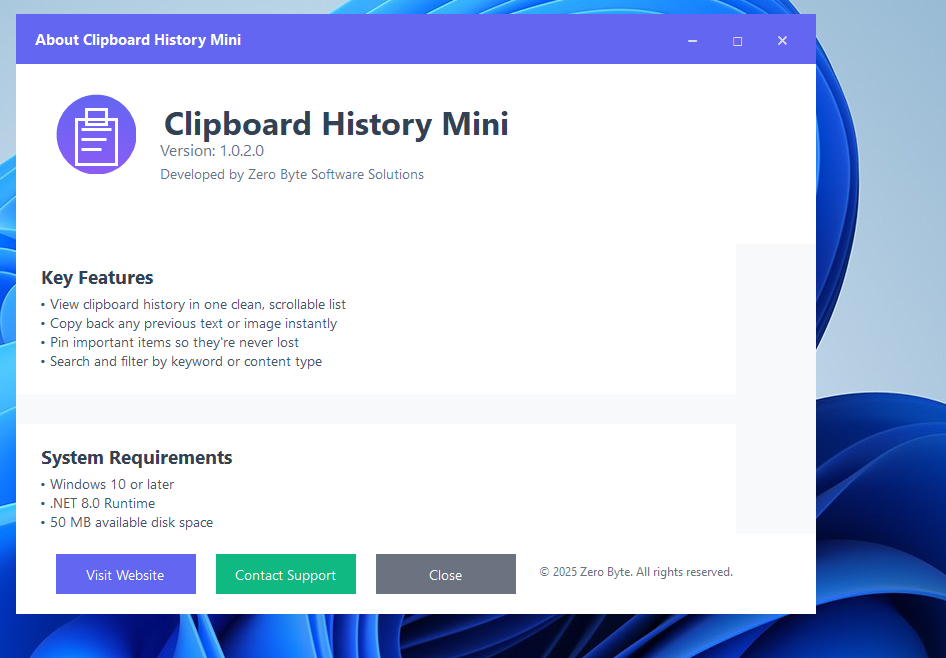 About Clipboard History Mini
Clipboard History Mini
Version: 1.0.2.0
Developed by Zero Byte Software Solutions
Key Features
• View clipboard history in one clean, scrollable list
• Copy back any previous text or image instantly
• Pin important items so they're never lost
• Search and filter by keyword or content type
System Requirements
• Windows 10 or later
• .NET 8.0 Runtime
• 50 MB available disk space
Visit Website
Contact Support
Close
© 2025 Zero Byte. All rights reserved.